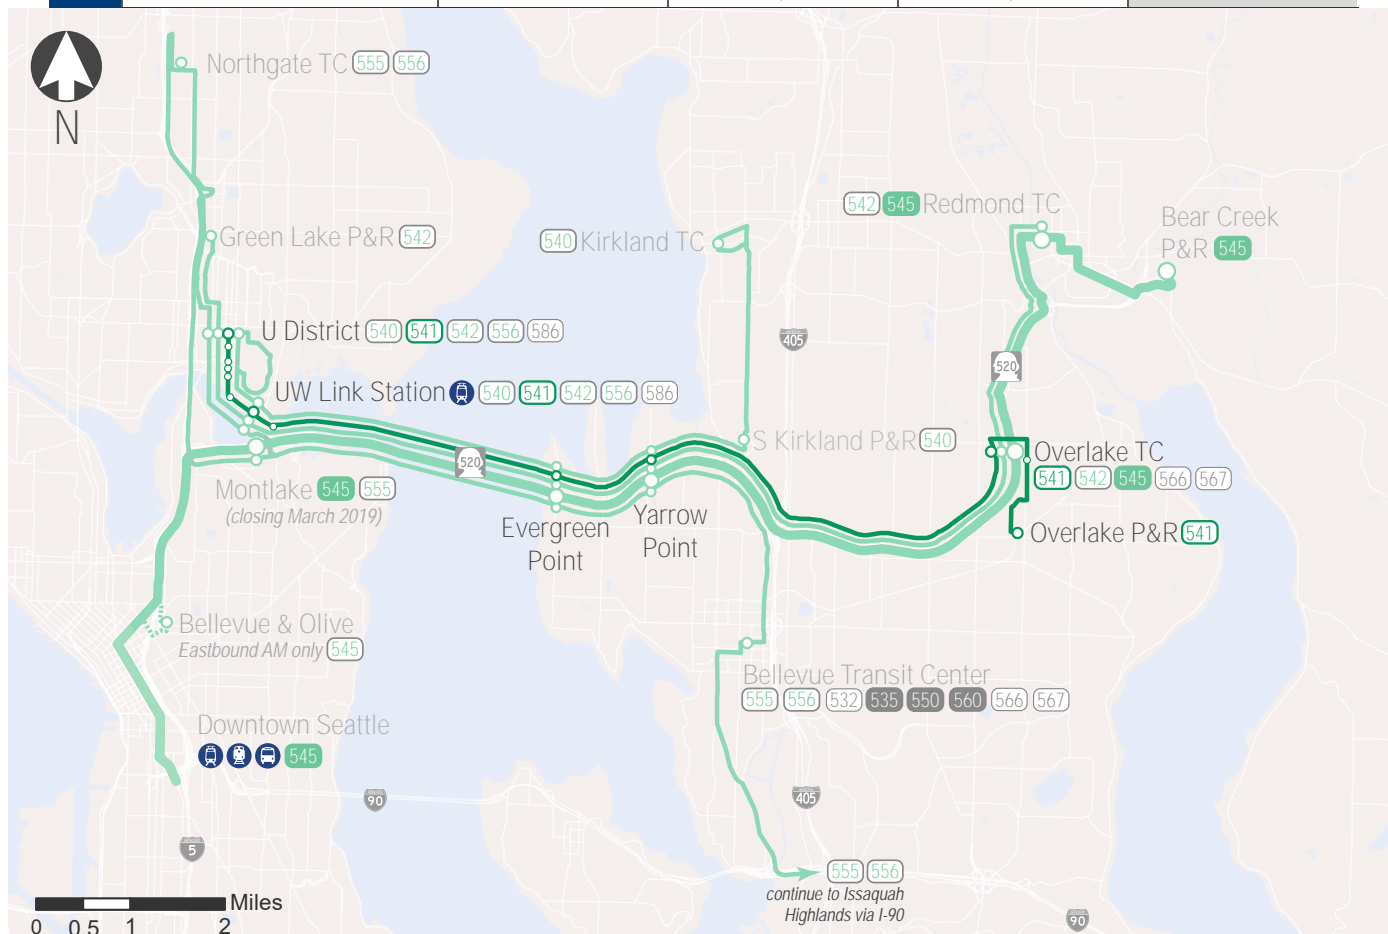 N
Northgate TC 555 556
Green Lake P&R 542
540 Kirkland TC
542 545 Redmond TC
Bear Creek
P&R 545
U District 540 541 542 556 586
405
520
UW Link Station 540 541 542 556 586
S Kirkland P&R 540
520
Overlake TC
541 542 545 566 567
Montlake 545 555
(closing March 2019)
Evergreen
Point
Yarrow
Point
Overlake P&R 541
Bellevue & Olive
Eastbound AM only 545
Bellevue Transit Center
555 556 532 535 550 560 566 567
Downtown Seattle
545
90
405
5
555 556
continue to Issaquah
Highlands via I-90
90
Miles
0 0.5 1 2